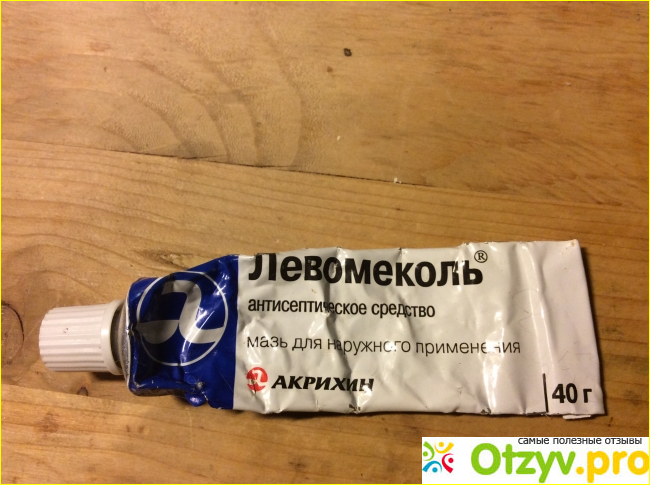 Левомеколь®
антисептическое средство
мазь для наружного применения
АКРИХИН
40 г
самые полезные отзывы
Otzyv.pro